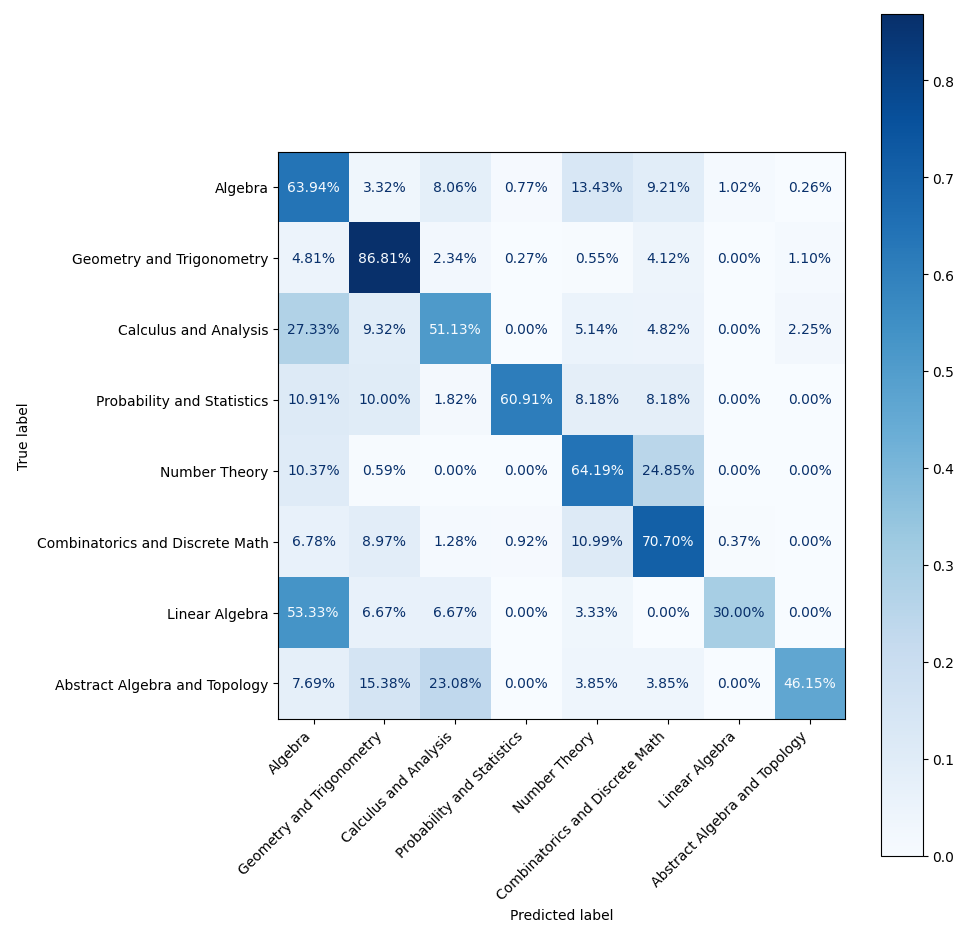 0.8
Algebra 63.94% 3.32% 8.06% 0.77% 13.43% 9.21% 1.02% 0.26%
0.7
Geometry and Trigonometry 4.81% 86.81% 2.34% 0.27% 0.55% 4.12% 0.00% 1.10%
0.6
Calculus and Analysis 27.33% 9.32% 51.13% 0.00% 5.14% 4.82% 0.00% 2.25%
0.5
Probability and Statistics 10.91% 10.00% 1.82% 60.91% 8.18% 8.18% 0.00% 0.00%
True label
0.4
Number Theory 10.37% 0.59% 0.00% 0.00% 64.19% 24.85% 0.00% 0.00%
Combinatorics and Discrete Math 6.78% 8.97% 1.28% 0.92% 10.99% 70.70% 0.37% 0.00%
0.3
Linear Algebra 53.33% 6.67% 6.67% 0.00% 3.33% 0.00% 30.00% 0.00%
0.2
Abstract Algebra and Topology 7.69% 15.38% 23.08% 0.00% 3.85% 3.85% 0.00% 46.15%
0.1
0.0
Algebra
Geometry and Trigonometry
Calculus and Analysis
Probability and Statistics
Number Theory
Combinatorics and Discrete Math
Linear Algebra
Abstract Algebra and Topology
Predicted label